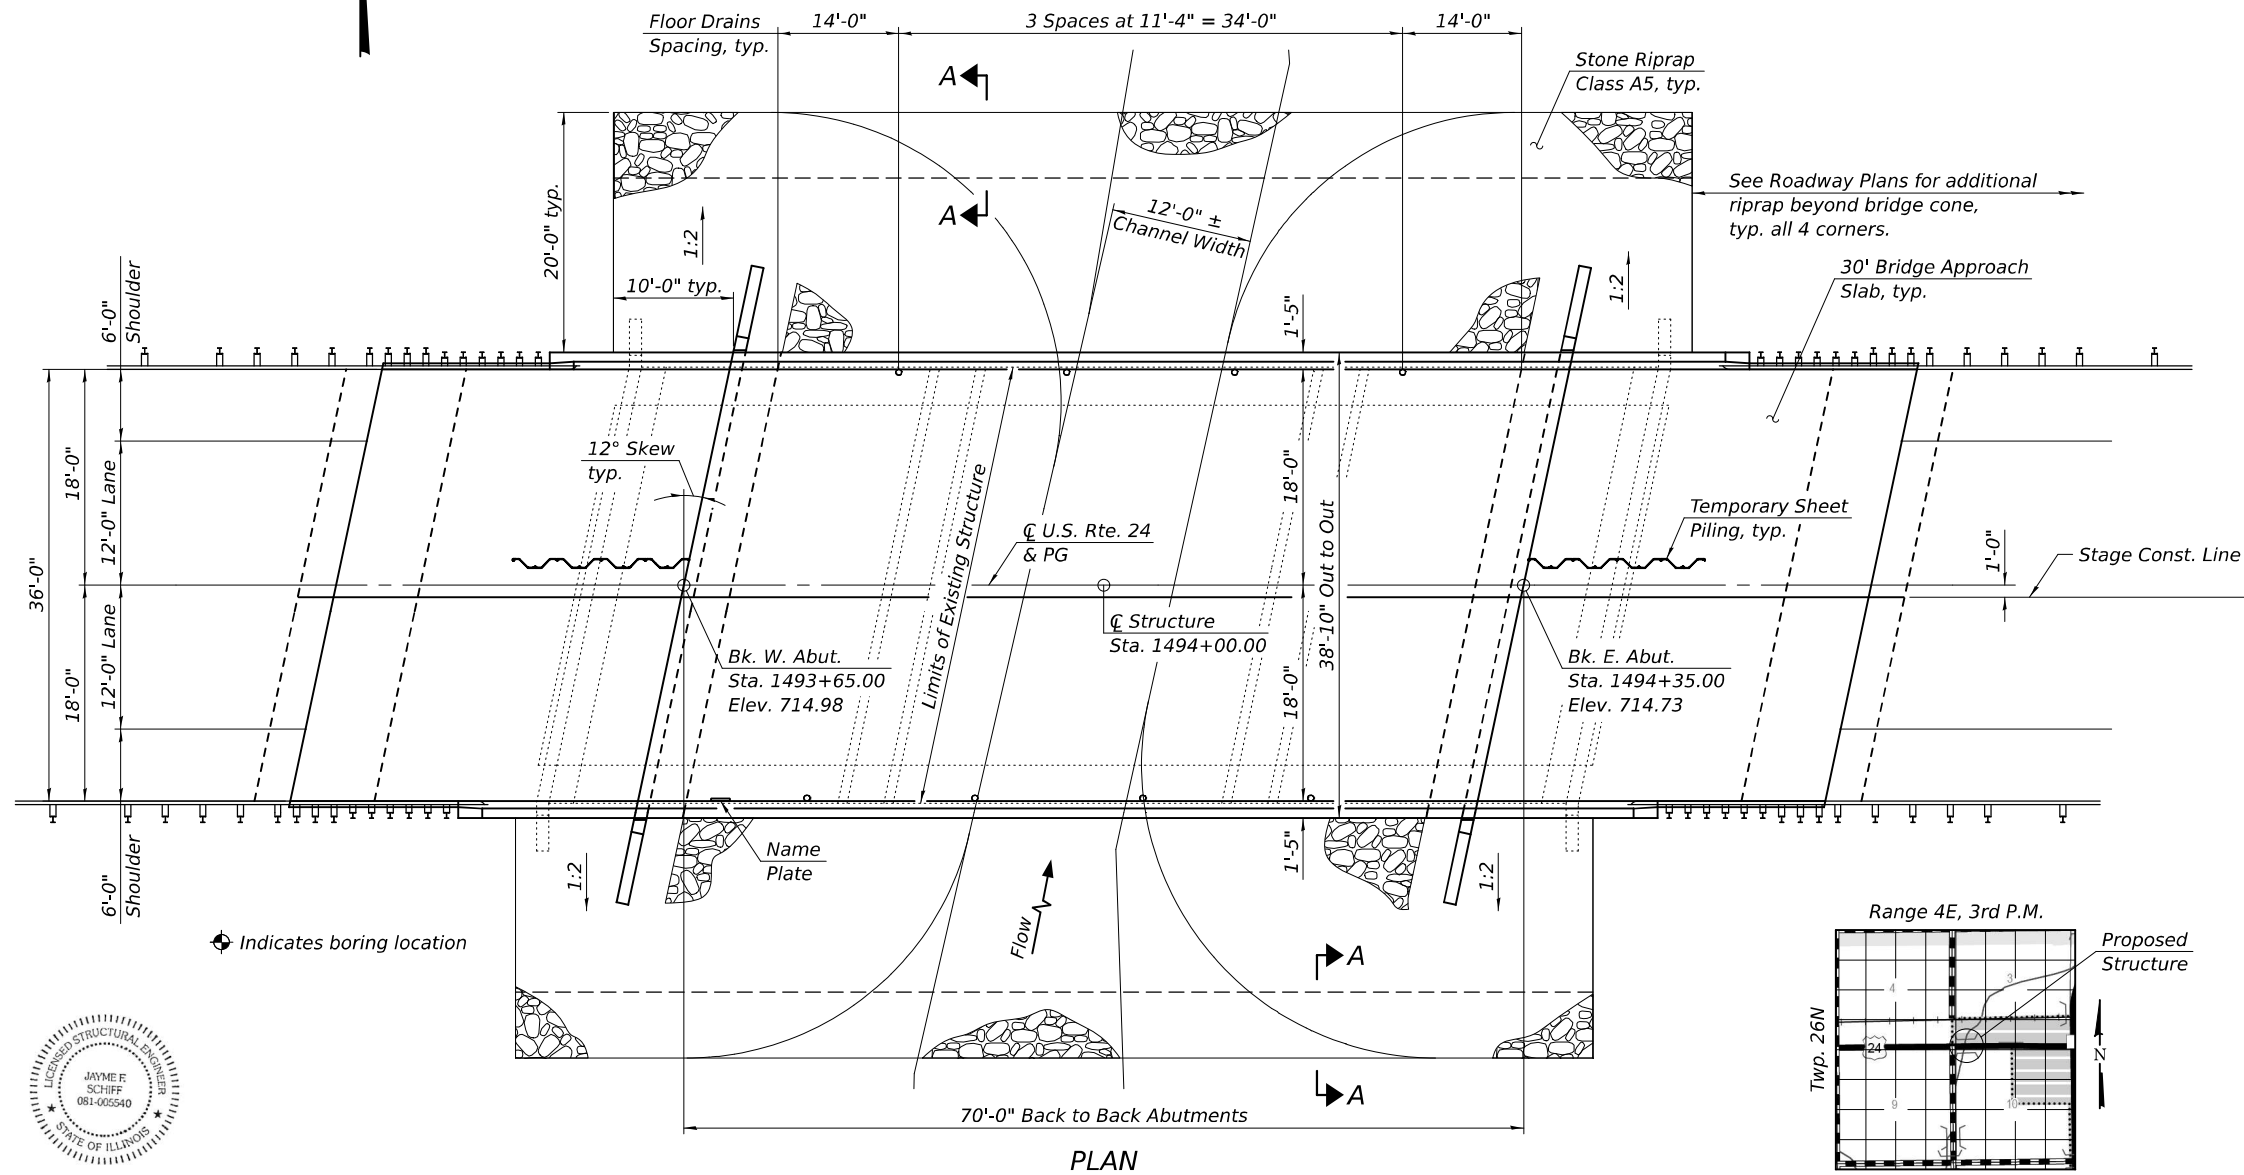 Floor Drains
Spacing, typ.
14'-0"
3 Spaces at 11'-4" = 34'-0"
14'-0"
A
Stone Riprap
Class A5, typ.
20'-0" typ.
A
12'-0" ±
Channel Width
See Roadway Plans for additional
riprap beyond bridge cone,
typ. all 4 corners.
1:2
1:2
10'-0" typ.
30' Bridge Approach
Slab, typ.
6'-0"
Shoulder
1'-5"
36'-0"
18'-0"
12'-0" Lane
12° Skew
typ.
Limits of Existing Structure
18'-0"
38'-10" Out to Out
℄ U.S. Rte. 24
& PG
Temporary Sheet
Piling, typ.
1'-0"
Stage Const. Line
℄ Structure
Sta. 1494+00.00
18'-0"
12'-0" Lane
Bk. W. Abut.
Sta. 1493+65.00
Elev. 714.98
18'-0"
Bk. E. Abut.
Sta. 1494+35.00
Elev. 714.73
6'-0"
Shoulder
1:2
Name
Plate
1'-5"
1:2
Flow
Indicates boring location
A
A
70'-0" Back to Back Abutments
PLAN
LICENSED STRUCTURAL ENGINEER
JAYME F.
SCHIFF
081-005540
STATE OF ILLINOIS
Range 4E, 3rd P.M.
Twp. 26N
Proposed
Structure
4
3
24
9
10
N